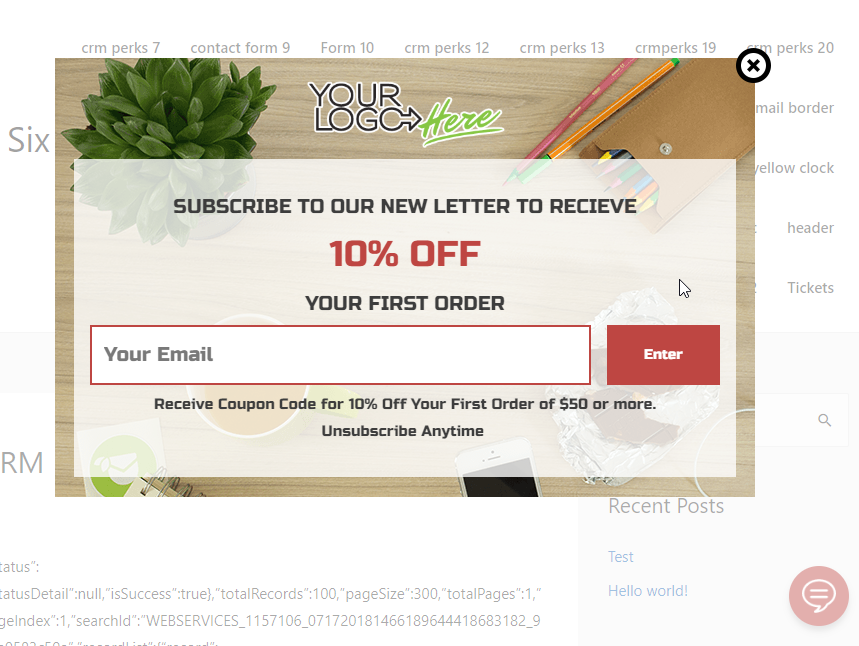 crm perks 7 contact form 9 Form 10 crm perks 12 crm perks 13 crmperks 19 crm perks 20
YOUR
LOGO Here
mail border
Six
yellow clock
SUBSCRIBE TO OUR NEW LETTER TO RECIEVE
header
10% OFF
Tickets
YOUR FIRST ORDER
Your Email Enter
Receive Coupon Code for 10% Off Your First Order of $50 or more.
Unsubscribe Anytime
RM
Recent Posts
Test
tatus":
Hello world!
tatusDetail":null,"isSuccess":true},"totalRecords":100,"pageSize":300,"totalPages":1,"
geIndex":1,"searchId":"WEBSERVICES_1157106_071720181466189644418683182_9